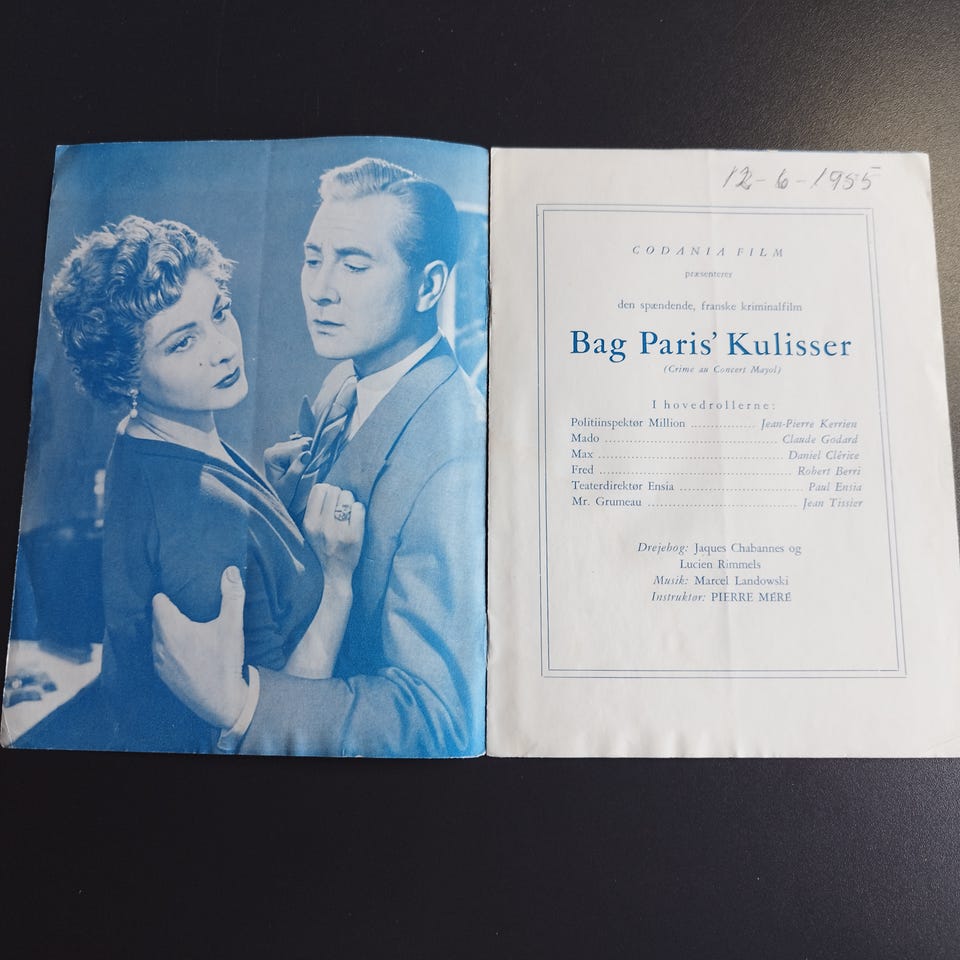 12-6-1955
CODANIA FILM
præsenterer
den spændende, franske kriminalfilm
Bag Paris' Kulisser
(Crime au Concert Mayol)
I hovedrollerne:
Politiinspektør Million ................ Jean-Pierre Kerrien
Mado ................ Claude Godard
Max ................ Daniel Clérice
Fred ................ Robert Berri
Teaterdirektør Ensia ................ Paul Ensia
Mr. Grumeau ................ Jean Tissier
Drejebog: Jaques Chabannes og
Lucien Rimmels
Musik: Marcel Landowski
Instruktør: PIERRE MÉRÉ